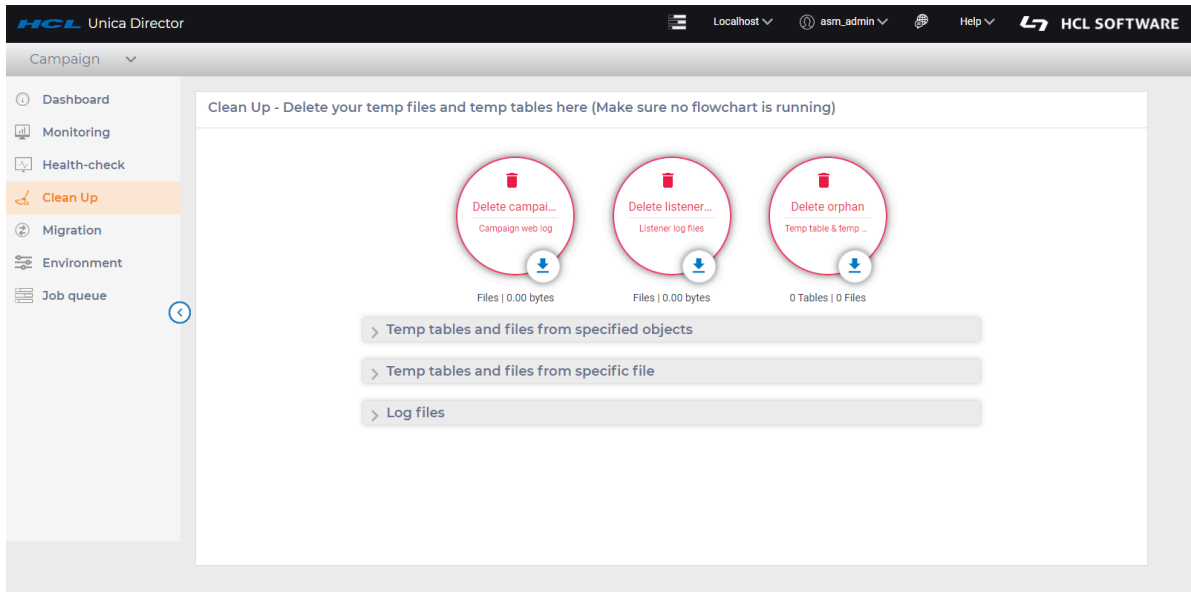 HCL Unica Director
Localhost
asm_admin
Help
HCL SOFTWARE
Campaign
Dashboard
Monitoring
Health-check
Clean Up
Migration
Environment
Job queue
Clean Up - Delete your temp files and temp tables here (Make sure no flowchart is running)
Delete campai...
Campaign web log
Files | 0.00 bytes
Delete listener...
Listener log files
Files | 0.00 bytes
Delete orphan
Temp table & temp ...
0 Tables | 0 Files
Temp tables and files from specified objects
Temp tables and files from specific file
Log files